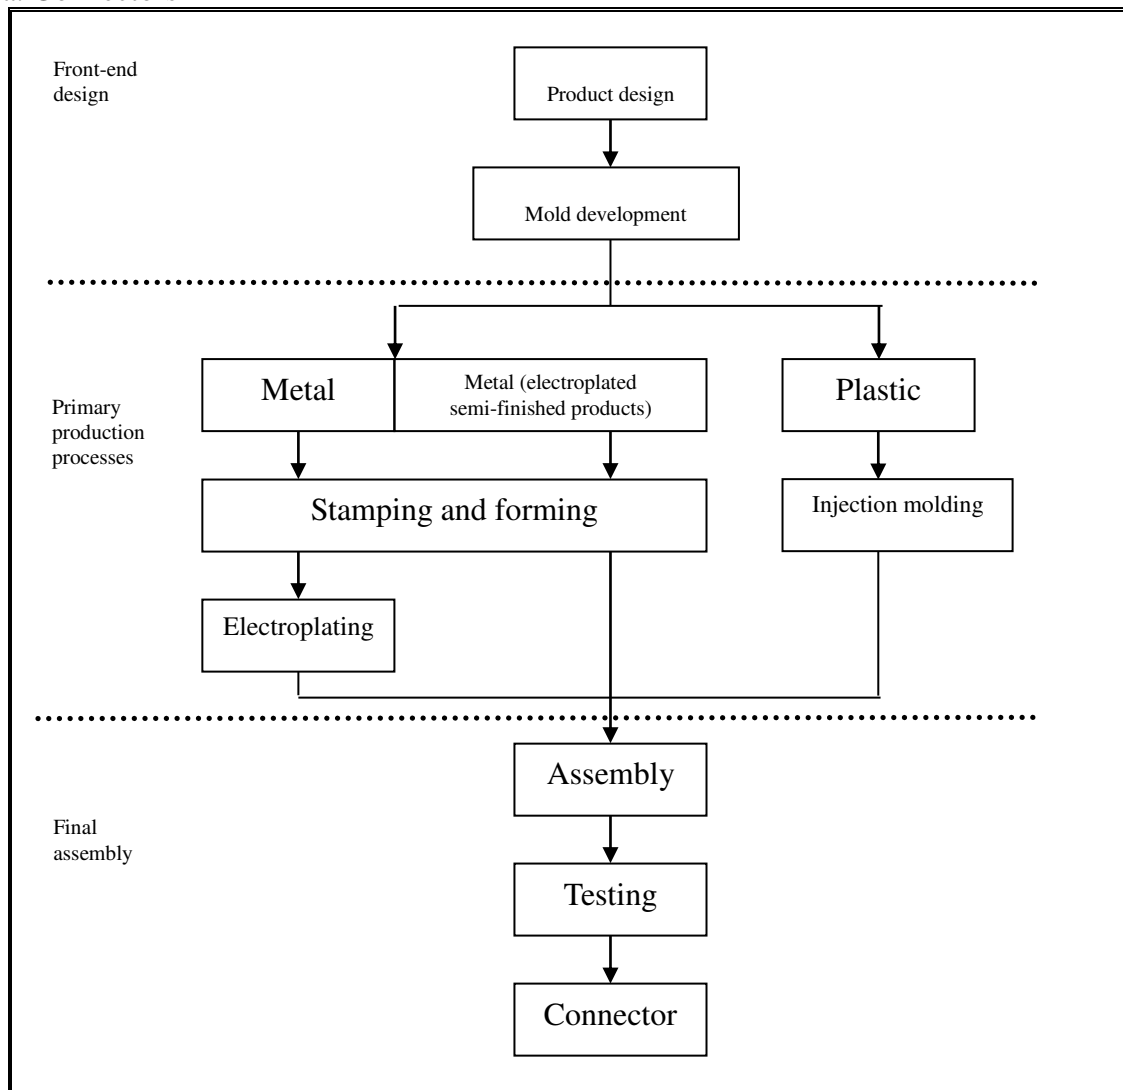 Front-end
design
Product design
Mold development
Primary
production
processes
Metal
Metal (electroplated
semi-finished products)
Plastic
Stamping and forming
Injection molding
Electroplating
Final
assembly
Assembly
Testing
Connector